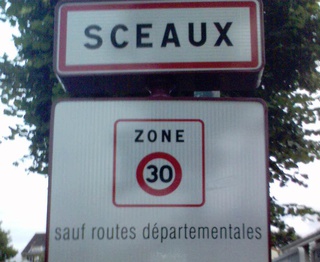 SCEAUX
ZONE
30
sauf routes départementales